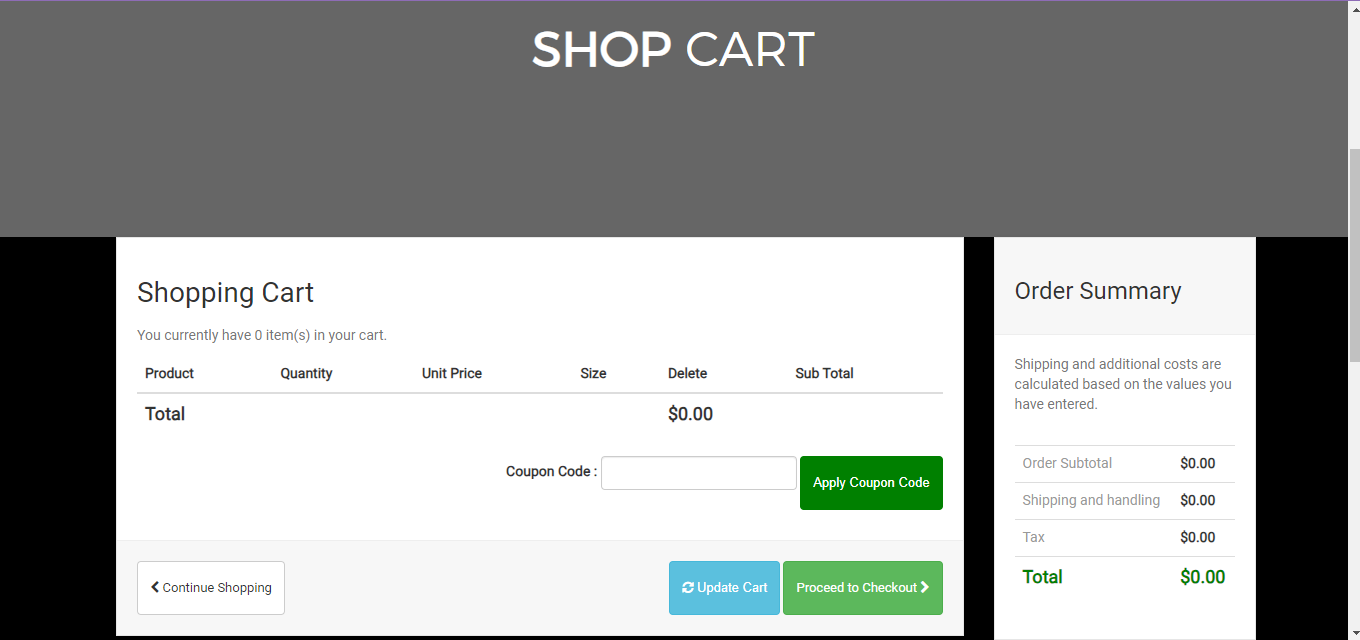 SHOP CART
Shopping Cart
You currently have 0 item(s) in your cart.
Product Quantity Unit Price Size Delete Sub Total
Total $0.00
Coupon Code : Apply Coupon Code
Continue Shopping Update Cart Proceed to Checkout
Order Summary
Shipping and additional costs are
calculated based on the values you
have entered.
Order Subtotal $0.00
Shipping and handling $0.00
Tax $0.00
Total $0.00